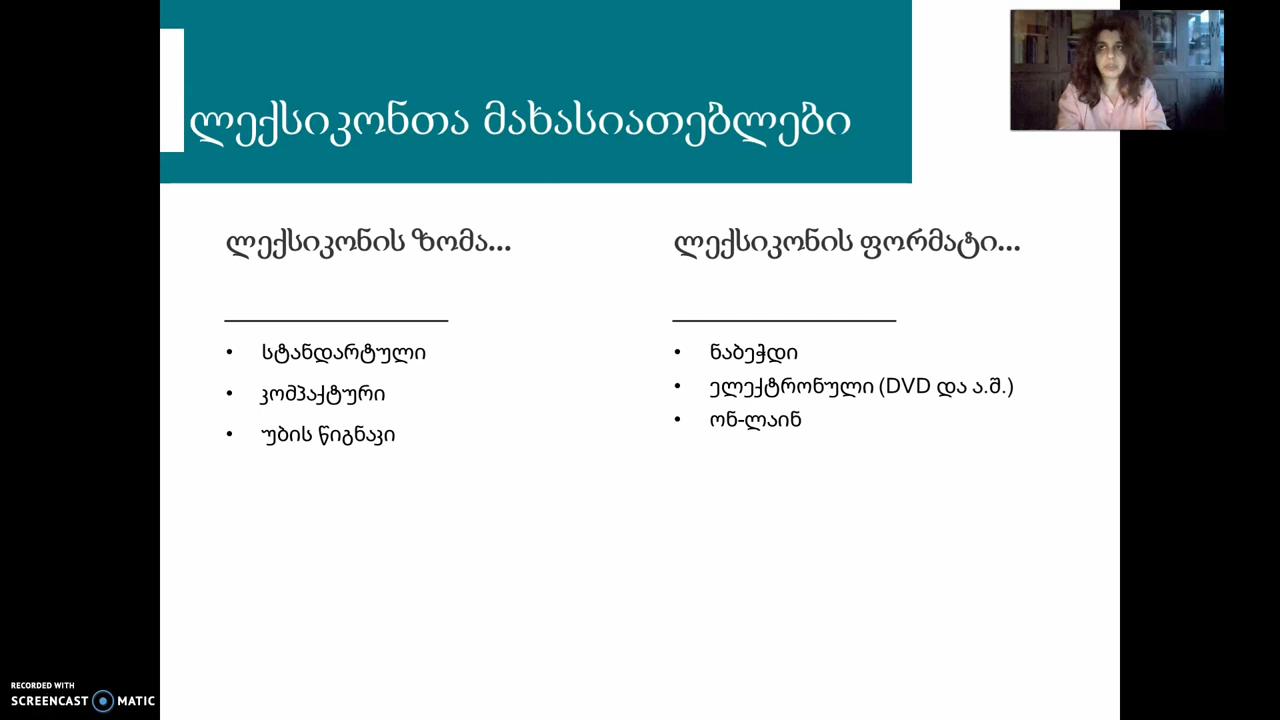 ლექსიკონთა მახასიათებლები
ლექსიკონის ზომა...
სტანდარტული
კომპაქტური
უბის წიგნაკი
ლექსიკონის ფორმატი...
ნაბეჭდი
ელექტრონული (DVD და ა.შ.)
ონ-ლაინ
RECORDED WITH
SCREENCAST MATIC